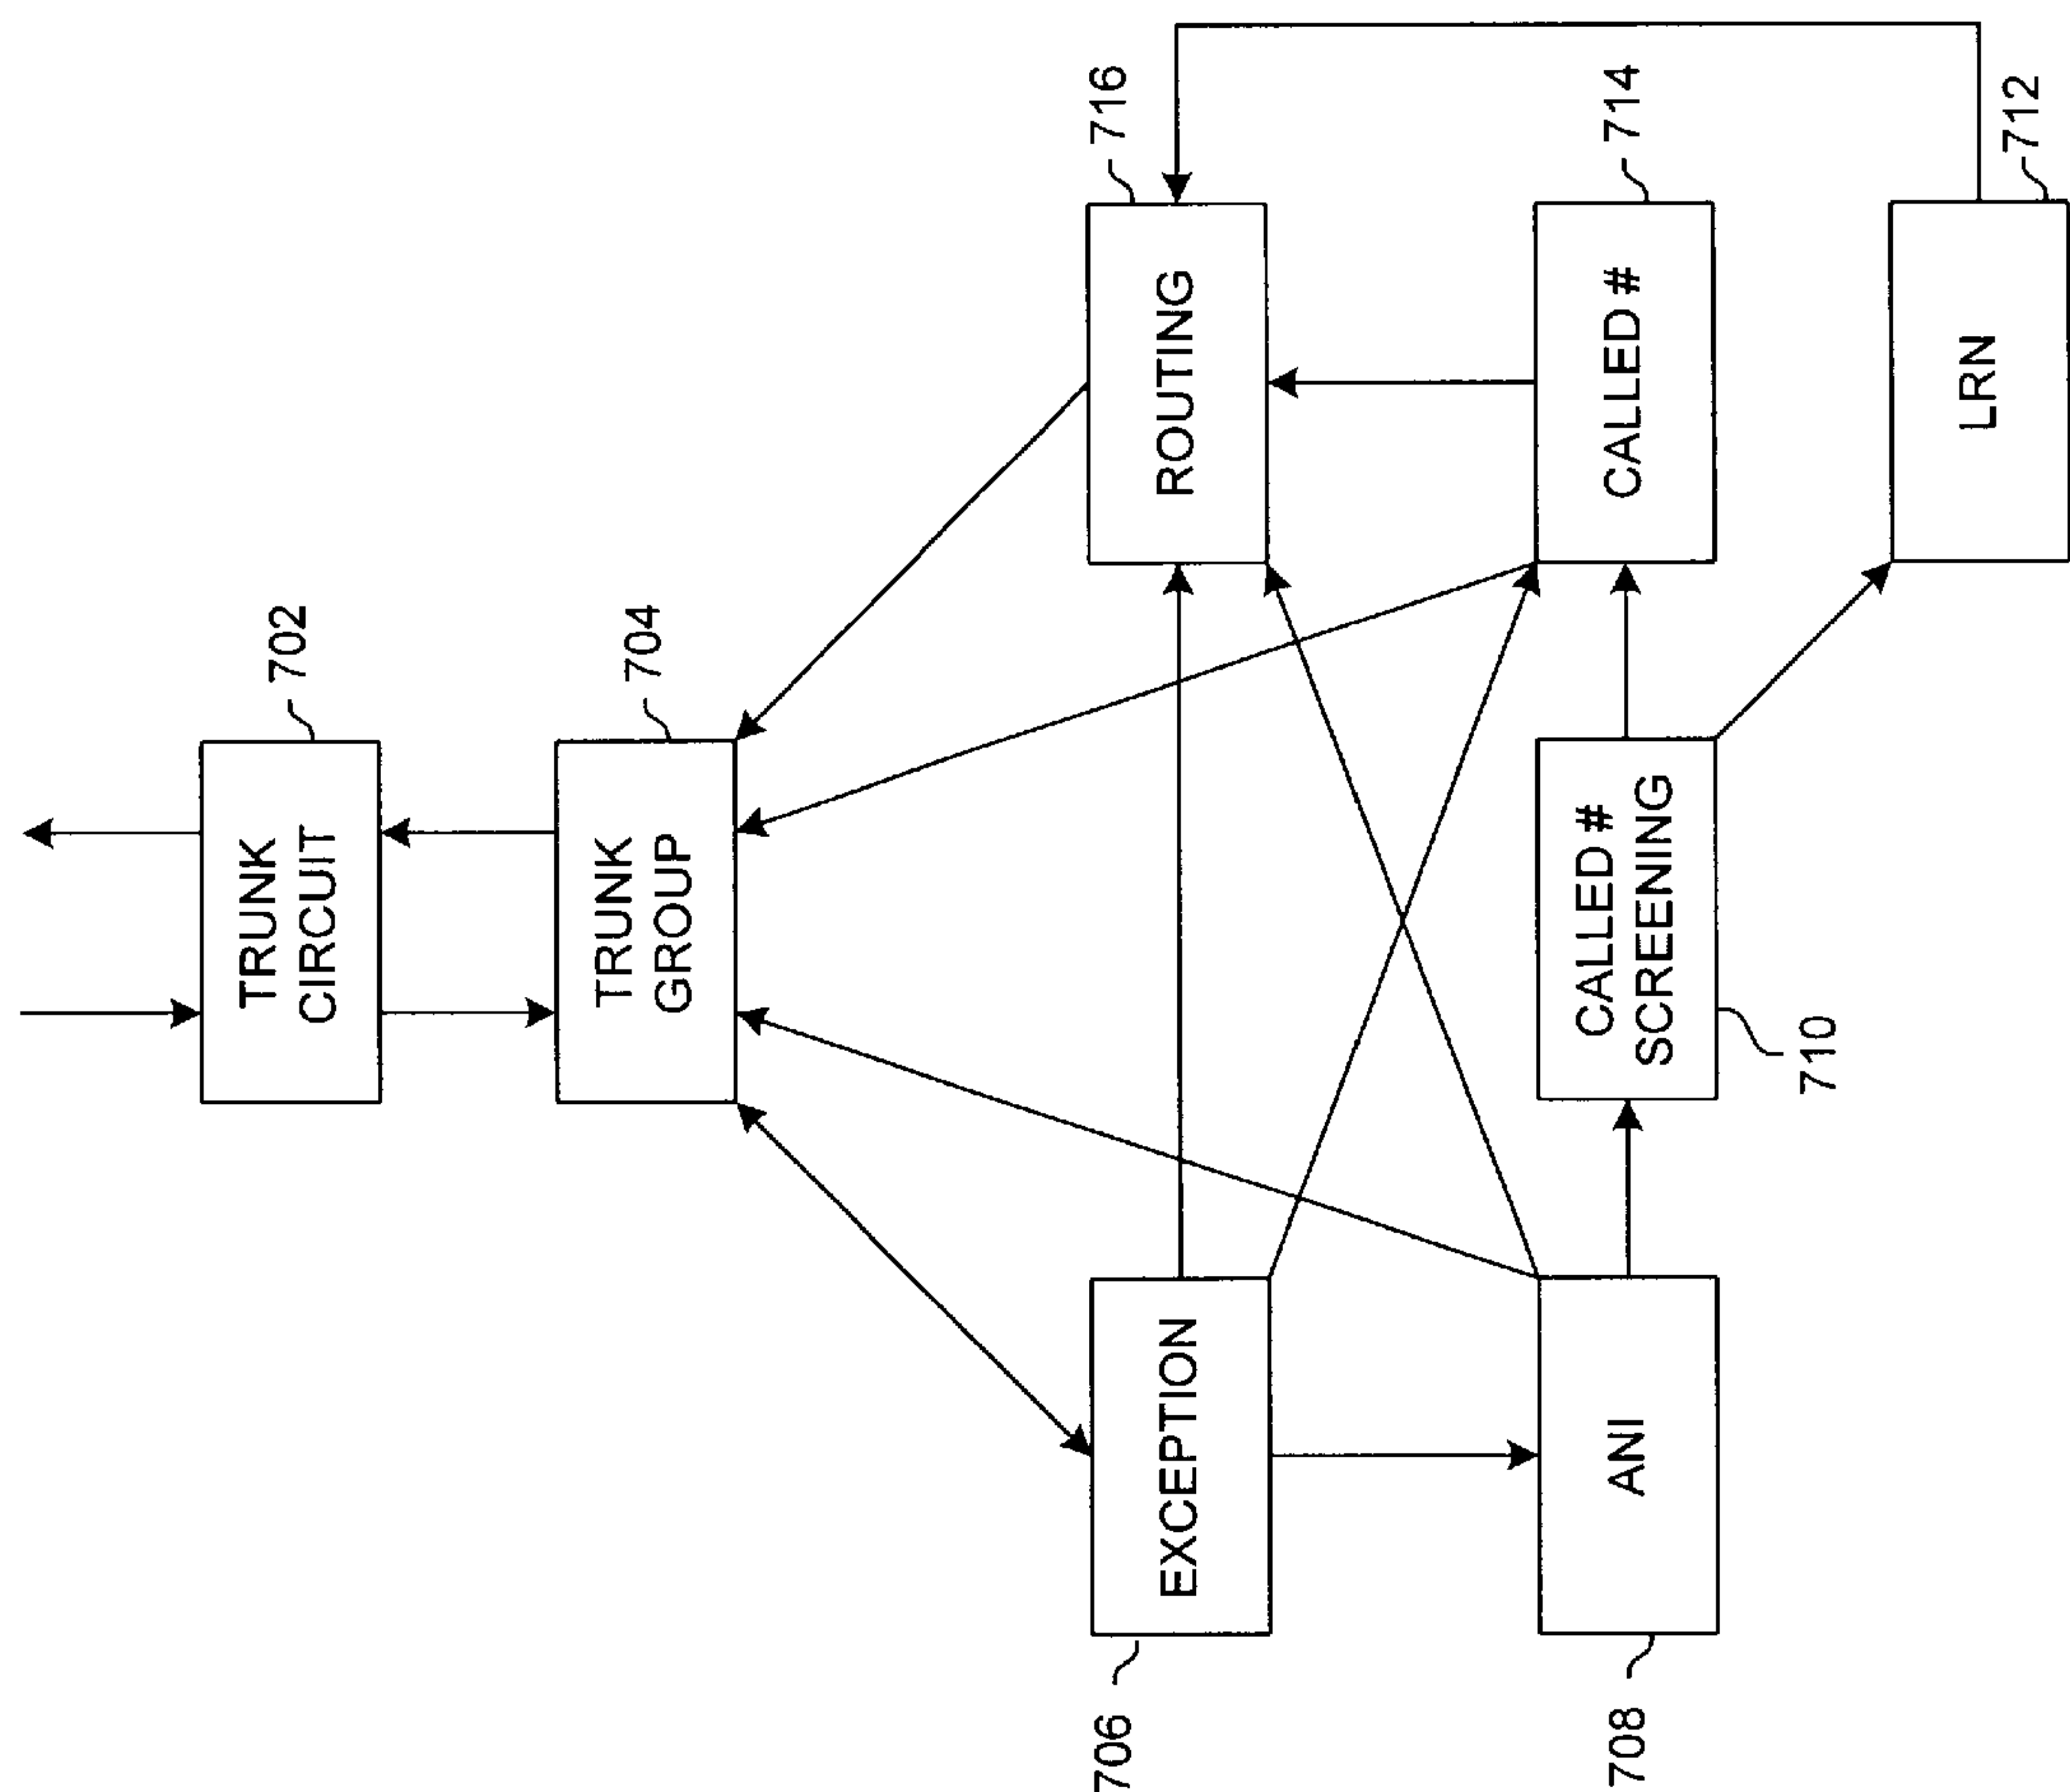 702
TRUNK
CIRCUIT
704
TRUNK
GROUP
706
EXCEPTION
716
ROUTING
708
ANI
710
CALLED #
SCREENING
714
CALLED #
712
LRN